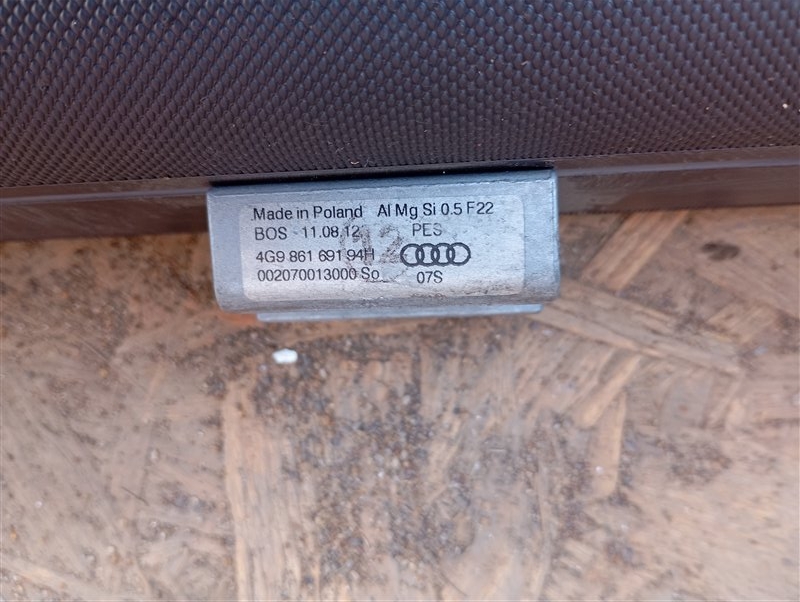 Made in Poland Al Mg Si 0.5 F22
BOS - 11.08.12 PES
4G9 861 691 94H
002070013000 So 07S